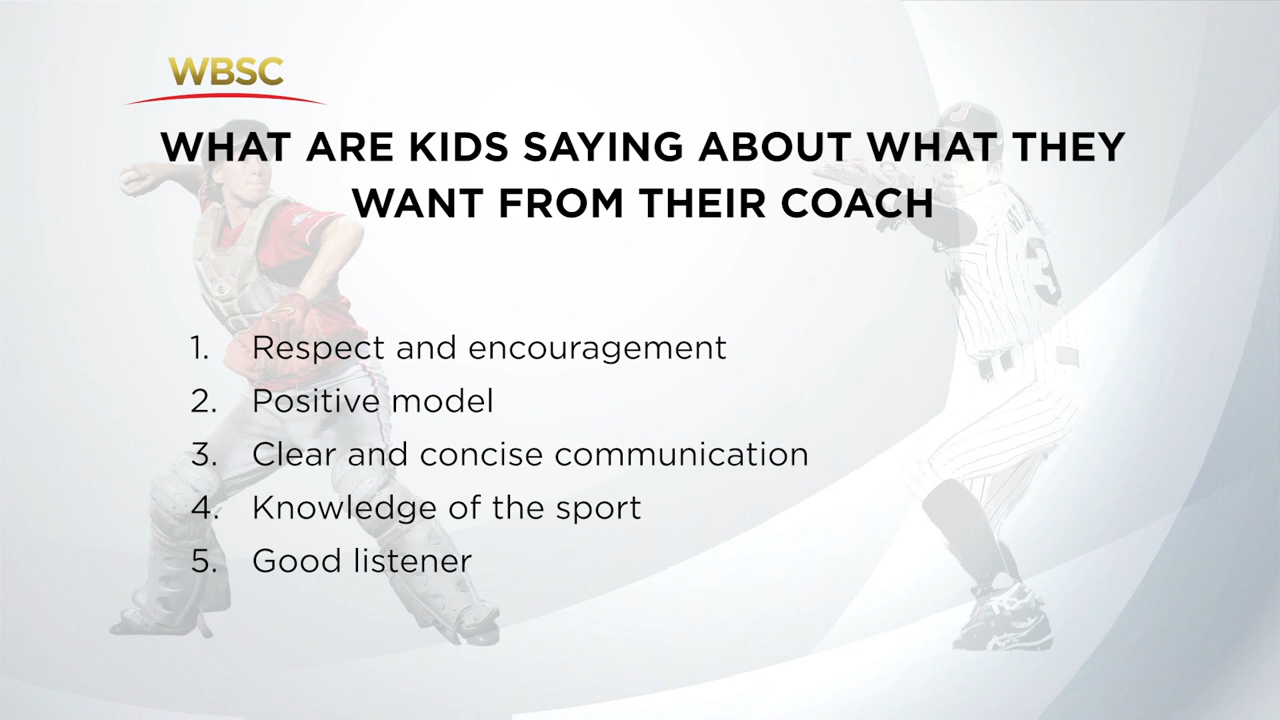 WBSC
WHAT ARE KIDS SAYING ABOUT WHAT THEY
WANT FROM THEIR COACH
1. Respect and encouragement
2. Positive model
3. Clear and concise communication
4. Knowledge of the sport
5. Good listener
3